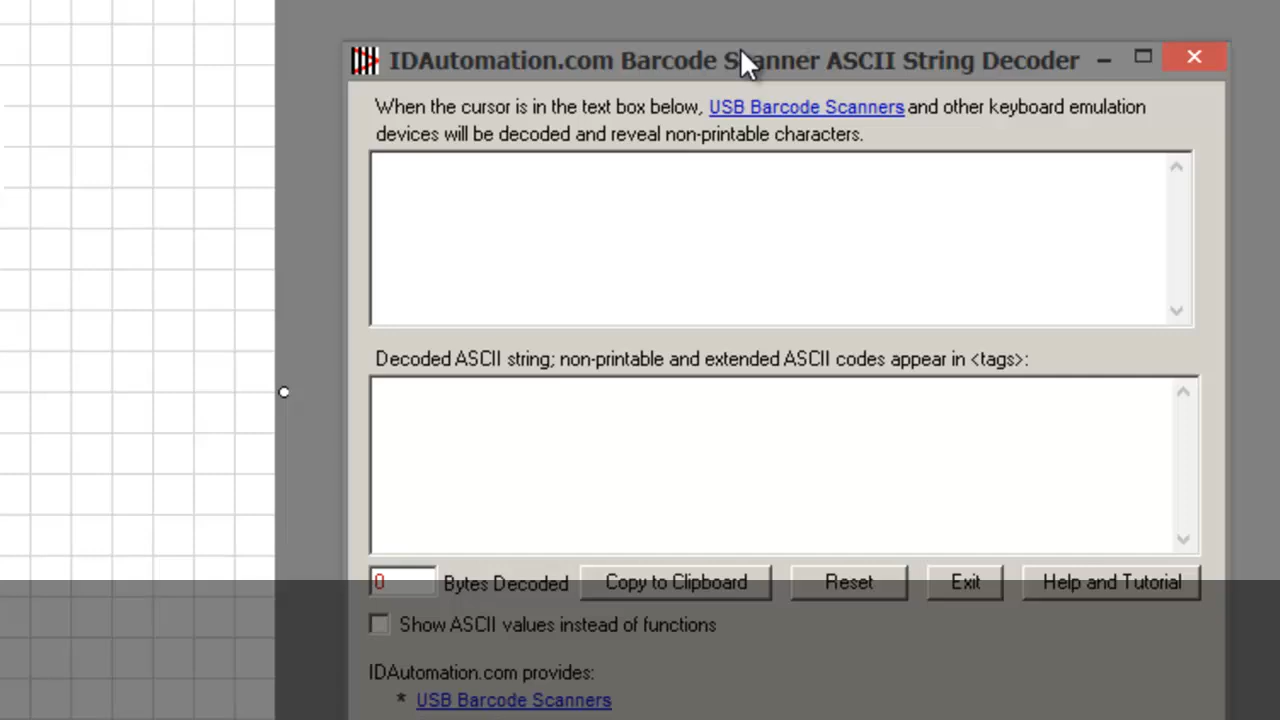 IDAutomation.com Barcode Scanner ASCII String Decoder
When the cursor is in the text box below, USB Barcode Scanners and other keyboard emulation
devices will be decoded and reveal non-printable characters.
Decoded ASCII string; non-printable and extended ASCII codes appear in <tags>:
0 Bytes Decoded Copy to Clipboard Reset Exit Help and Tutorial
Show ASCII values instead of functions
IDAutomation.com provides:
* USB Barcode Scanners